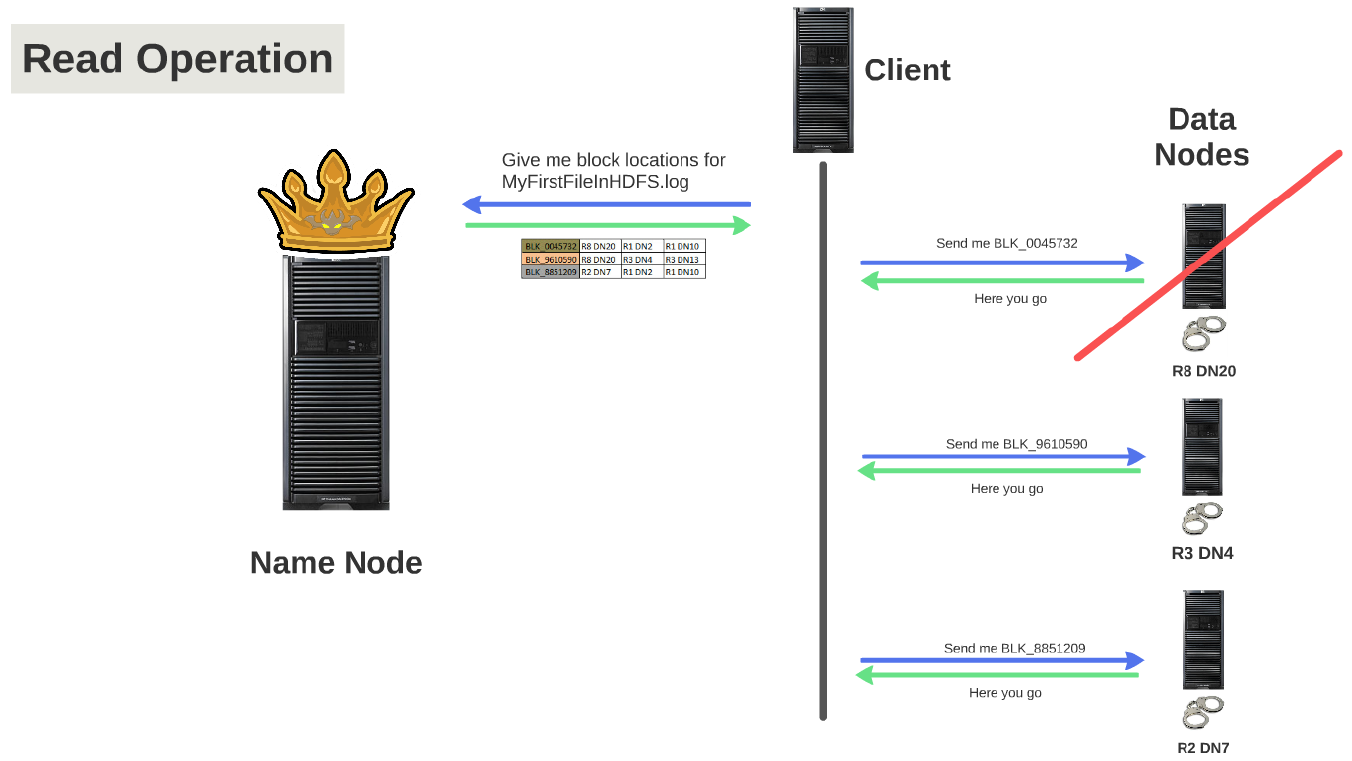 Read Operation
Client
Data
Nodes
Give me block locations for
MyFirstFileInHDFS.log
BLK_0045732 R8 DN20 R1 DN2 R1 DN10
BLK_9610590 R8 DN20 R3 DN4 R3 DN13
BLK_8851209 R2 DN7 R1 DN2 R1 DN10
Send me BLK_0045732
Here you go
R8 DN20
Send me BLK_9610590
Here you go
R3 DN4
Name Node
Send me BLK_8851209
Here you go
R2 DN7